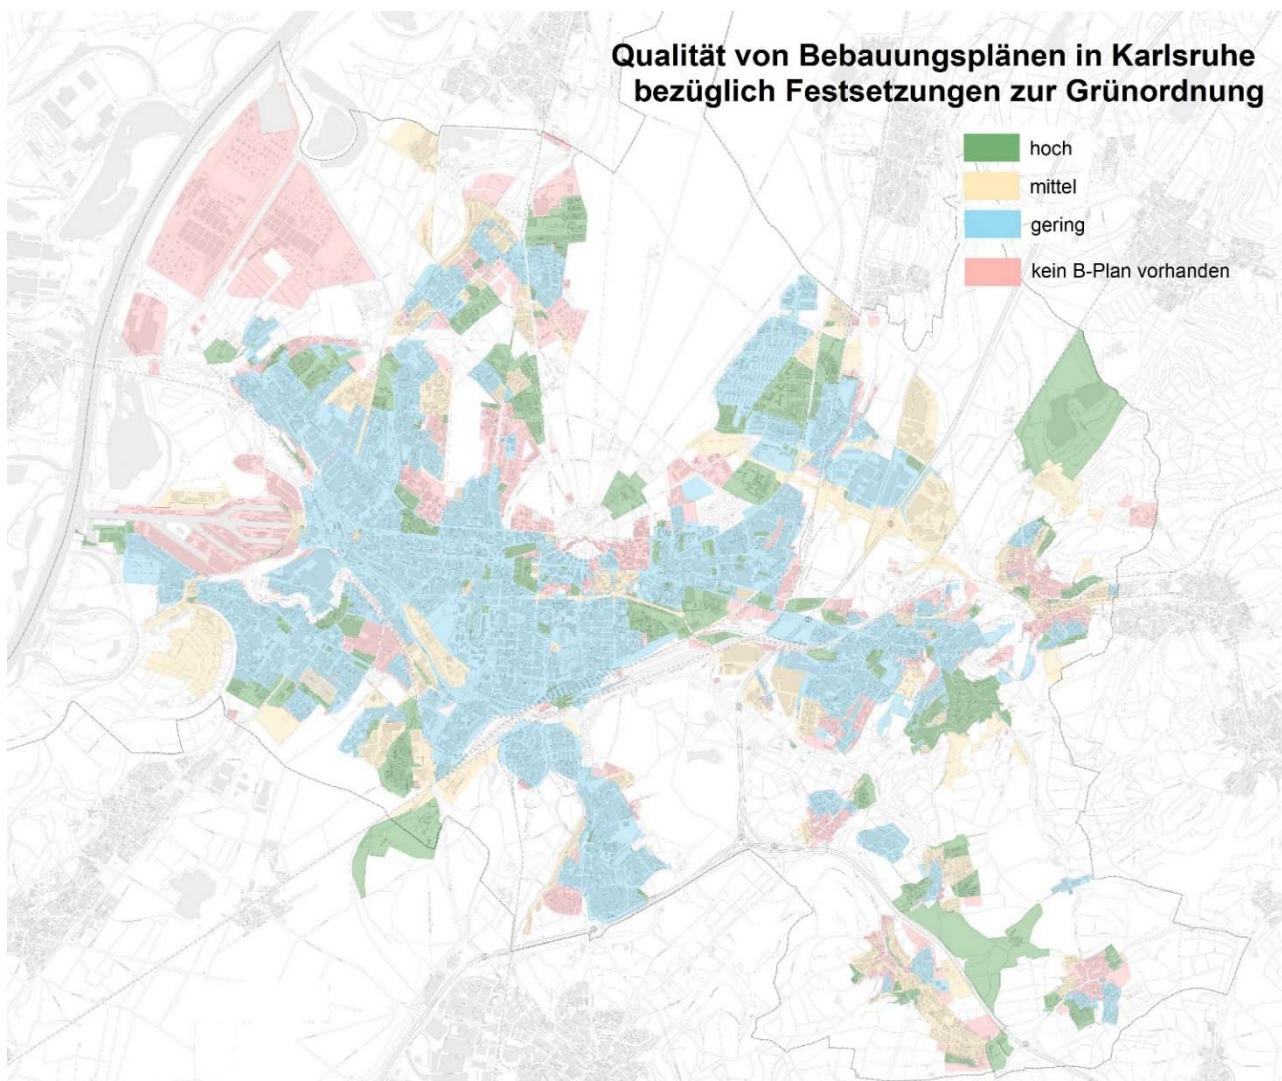 Qualität von Bebauungsplänen in Karlsruhe
bezüglich Festsetzungen zur Grünordnung
hoch
mittel
gering
kein B-Plan vorhanden